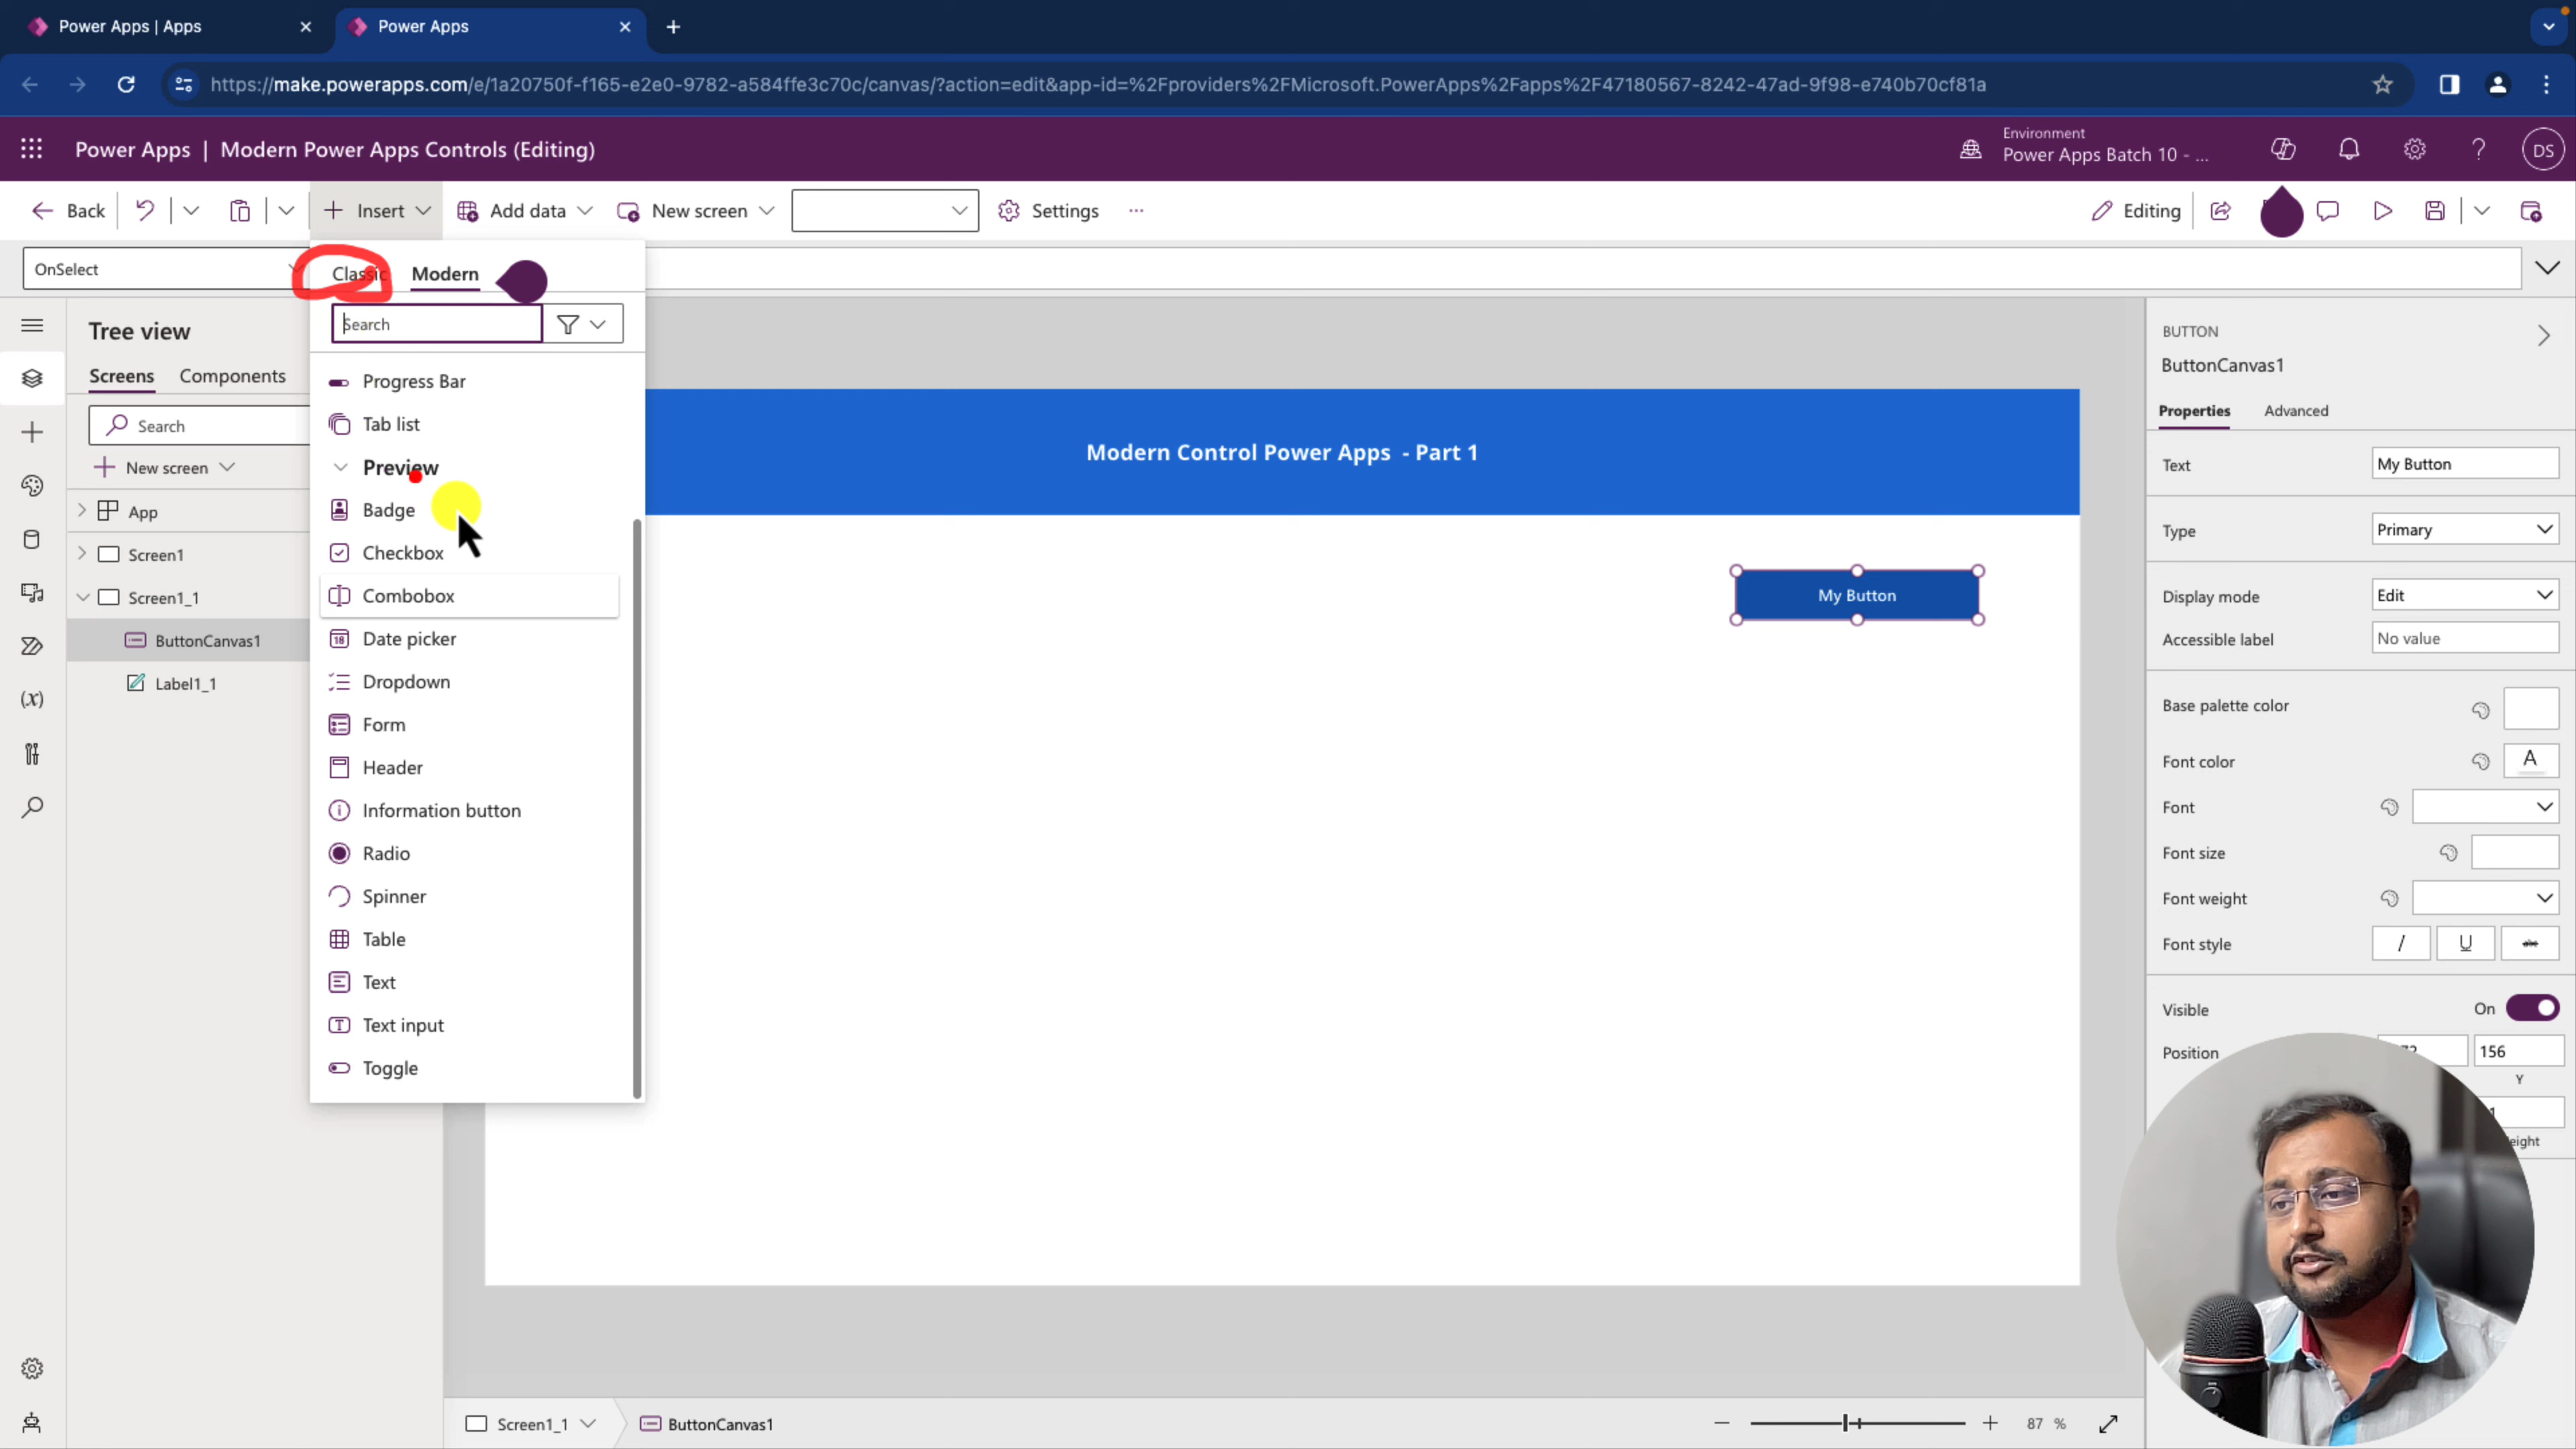 Power Apps | Apps
Power Apps
https://make.powerapps.com/e/1a20750f-f165-e2e0-9782-a584ffe3c70c/canvas/?action=edit&app-id=%2Fproviders%2FMicrosoft.PowerApps%2Fapps%2F47180567-8242-47ad-9f98-e740b70cf81a
Power Apps | Modern Power Apps Controls (Editing)
Environment
Power Apps Batch 10 - ...
DS
Back
Insert
Add data
New screen
Settings
Editing
OnSelect
Classic
Modern
Search
Tree view
Screens
Components
Search
New screen
App
Screen1
Screen1_1
ButtonCanvas1
Label1_1
Progress Bar
Tab list
Preview
Badge
Checkbox
Combobox
Date picker
Dropdown
Form
Header
Information button
Radio
Spinner
Table
Text
Text input
Toggle
Modern Control Power Apps - Part 1
My Button
BUTTON
ButtonCanvas1
Properties
Advanced
Text
My Button
Type
Primary
Display mode
Edit
Accessible label
No value
Base palette color
Font color
A
Font
Font size
Font weight
Font style
/ U abc
Visible
On
Position
156
Y
Screen1_1
ButtonCanvas1
87 %